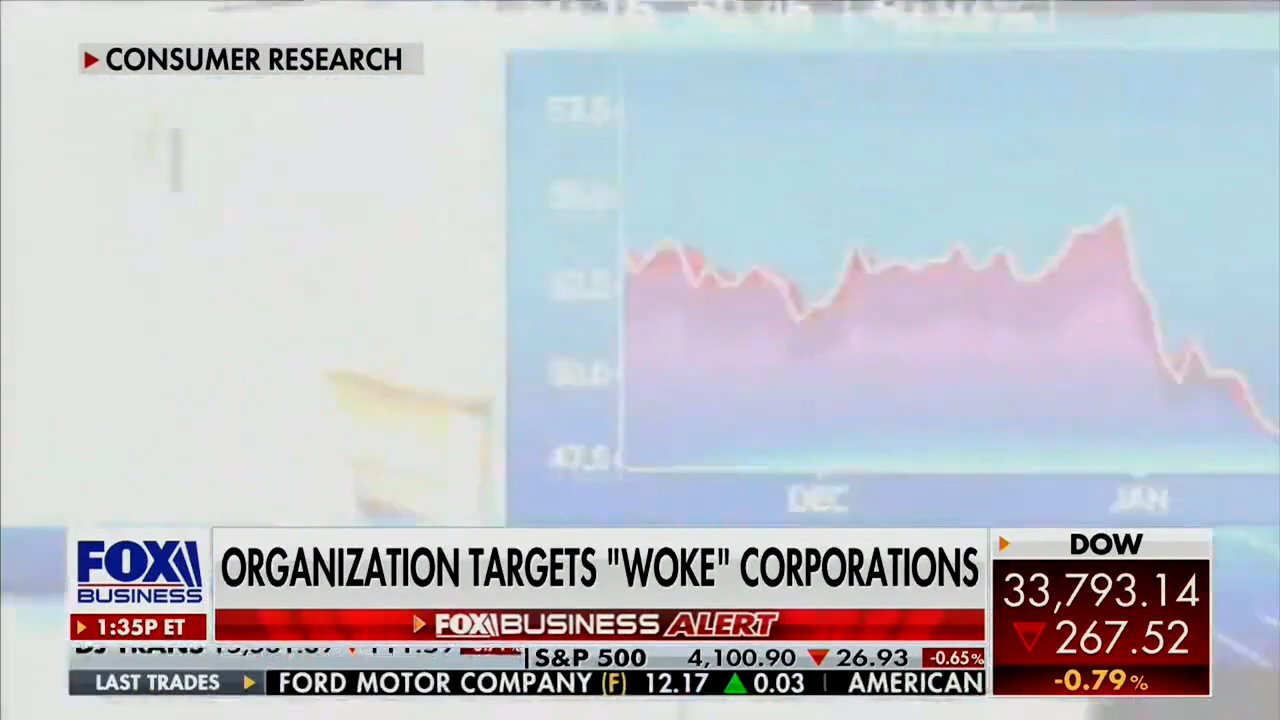 CONSUMER RESEARCH
DEC
JAN
FOX
BUSINESS
1:35P ET
ORGANIZATION TARGETS "WOKE" CORPORATIONS
FOX BUSINESS ALERT
DOW
33,793.14
267.52
-0.79%
S&P 500 4,100.90 26.93 -0.65%
LAST TRADES FORD MOTOR COMPANY (F) 12.17 0.03 AMERICAN